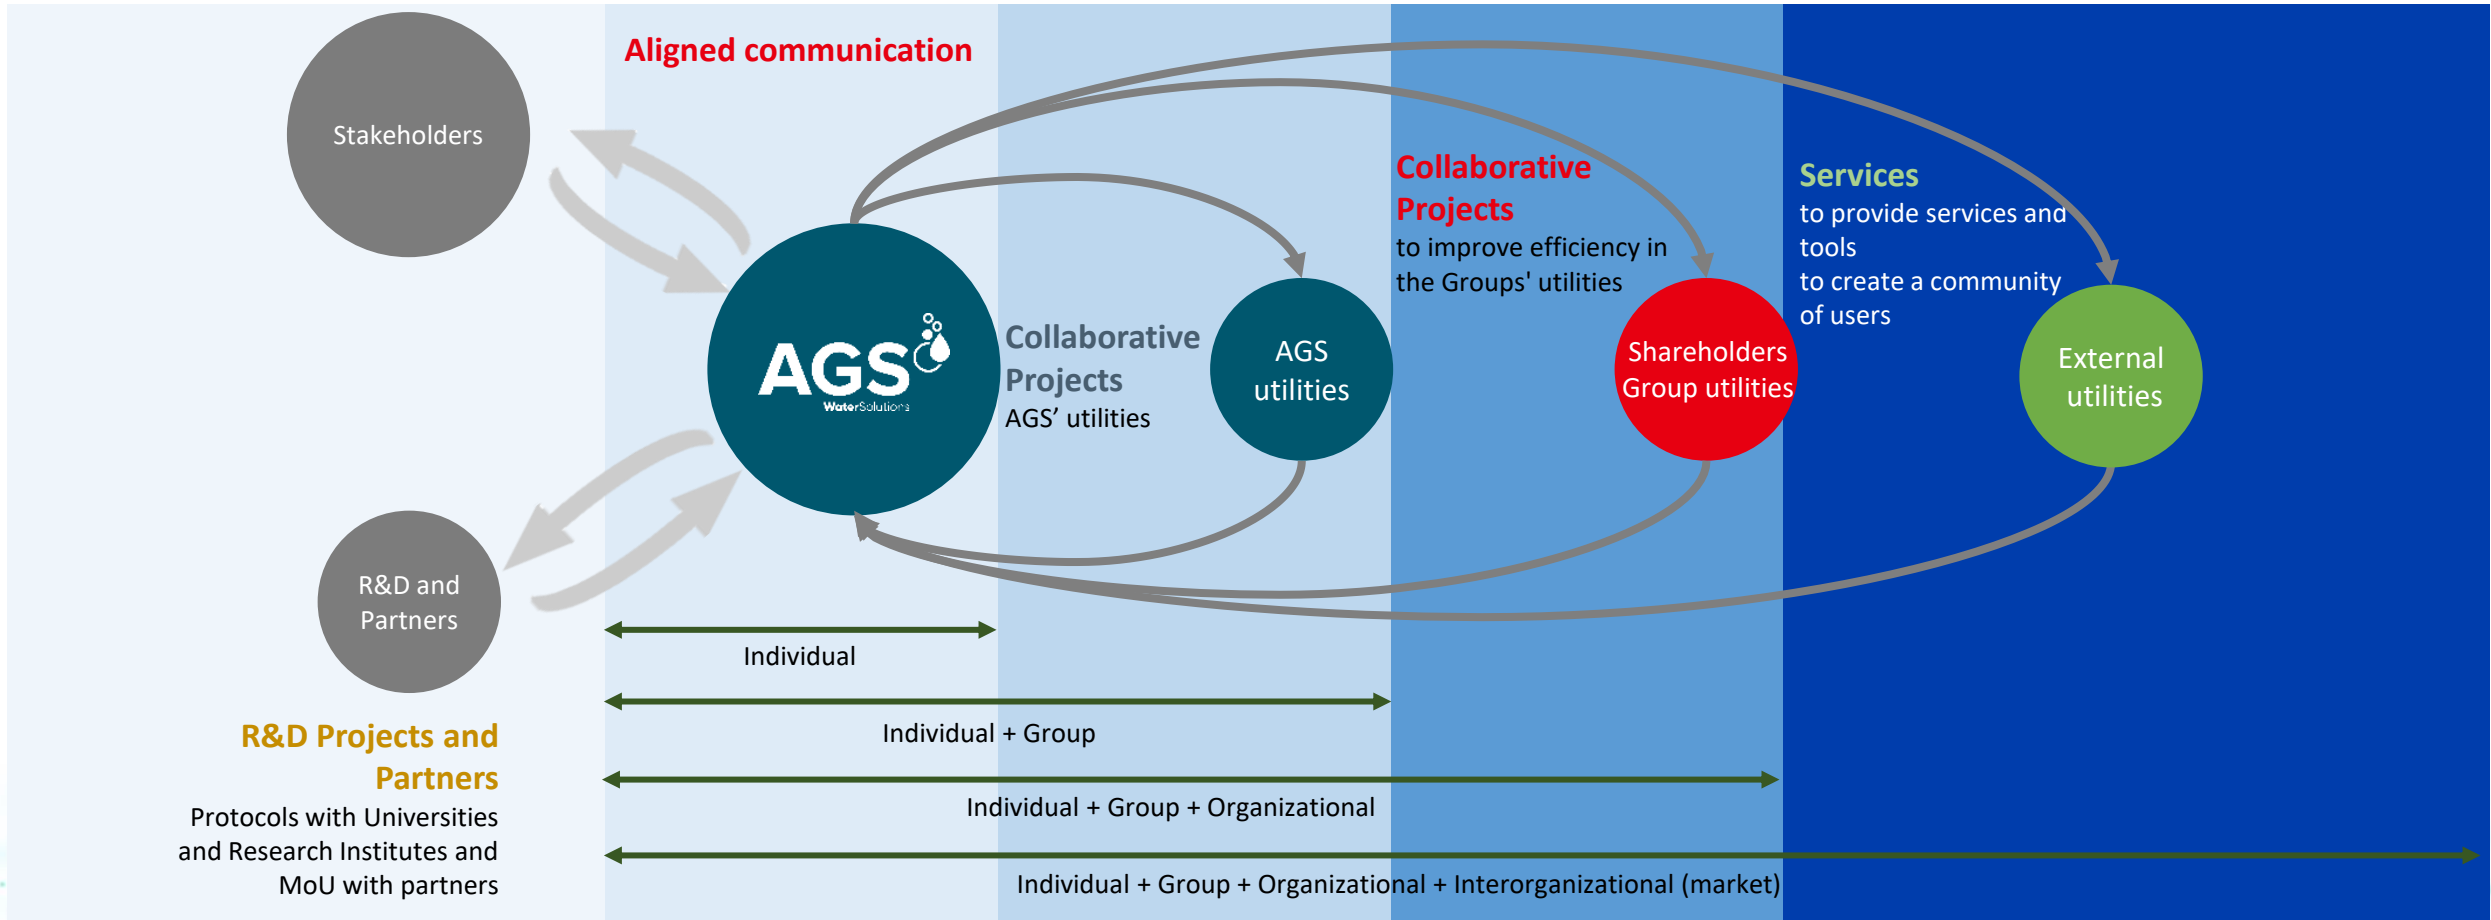 Aligned communication
Stakeholders
AGS
WaterSolutions
Collaborative
Projects
AGS’ utilities
AGS
utilities
Collaborative
Projects
to improve efficiency in
the Groups' utilities
Shareholders
Group utilities
Services
to provide services and
tools
to create a community
of users
External
utilities
R&D and
Partners
R&D Projects and
Partners
Protocols with Universities
and Research Institutes and
MoU with partners
Individual
Individual + Group
Individual + Group + Organizational
Individual + Group + Organizational + Interorganizational (market)